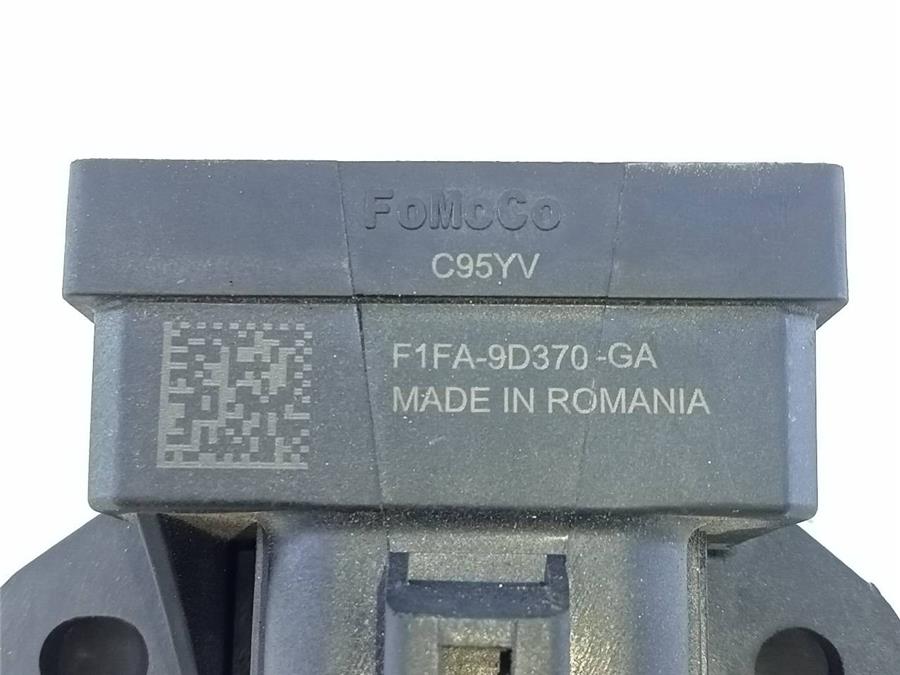 FoMoCo
C95YV
F1FA-9D370-GA
MADE IN ROMANIA